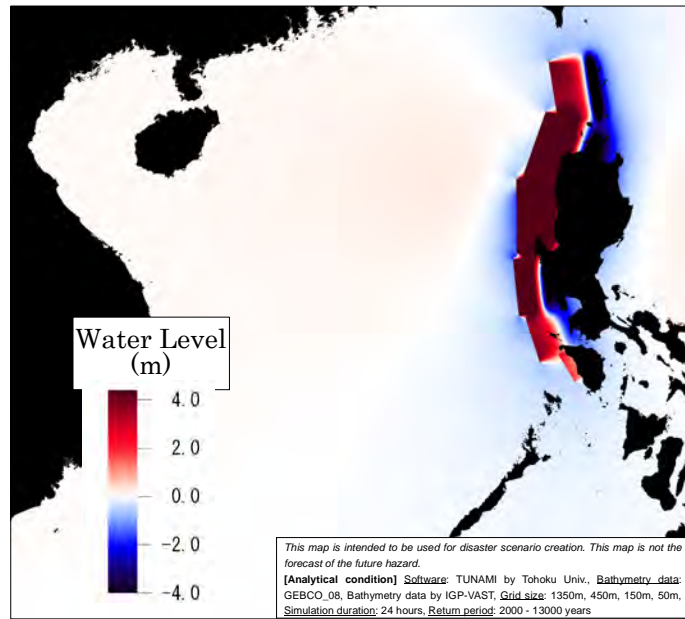 Water Level
(m)
4.0
2.0
0.0
-2.0
-4.0
This map is intended to be used for disaster scenario creation. This map is not the
forecast of the future hazard.
[Analytical condition] Software: TUNAMI by Tohoku Univ., Bathymetry data:
GEBCO_08, Bathymetry data by IGP-VAST, Grid size: 1350m, 450m, 150m, 50m,
Simulation duration: 24 hours, Return period: 2000 - 13000 years